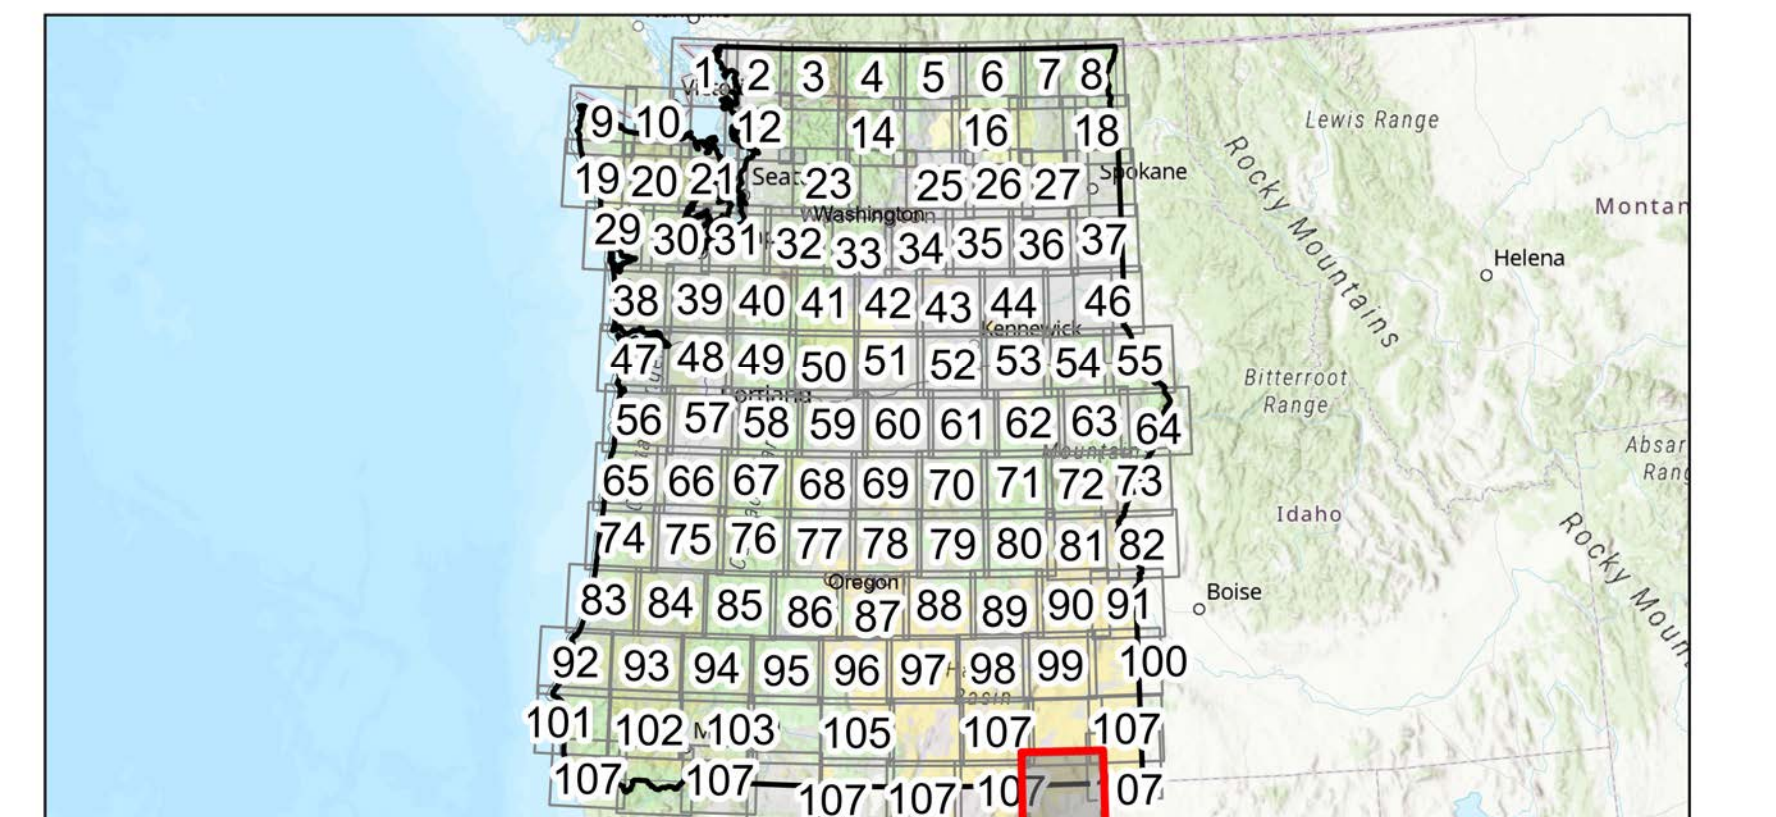 1 2 3 4 5 6 7 8
9 10 12 14 16 18
Lewis Range
19 20 21 23 25 26 27
Spokane
Rocky Mountains
Washington
29 30 31 32 33 34 35 36 37
Helena
38 39 40 41 42 43 44 46
Kennewick
47 48 49 50 51 52 53 54 55
Bitterroot
Range
Portland
56 57 58 59 60 61 62 63 64
Mountain
65 66 67 68 69 70 71 72 73
Idaho
74 75 76 77 78 79 80 81 82
Oregon
Boise
83 84 85 86 87 88 89 90 91
92 93 94 95 96 97 98 99 100
Basin
101 102 103 105 107 107
107 107 107 107 107 107